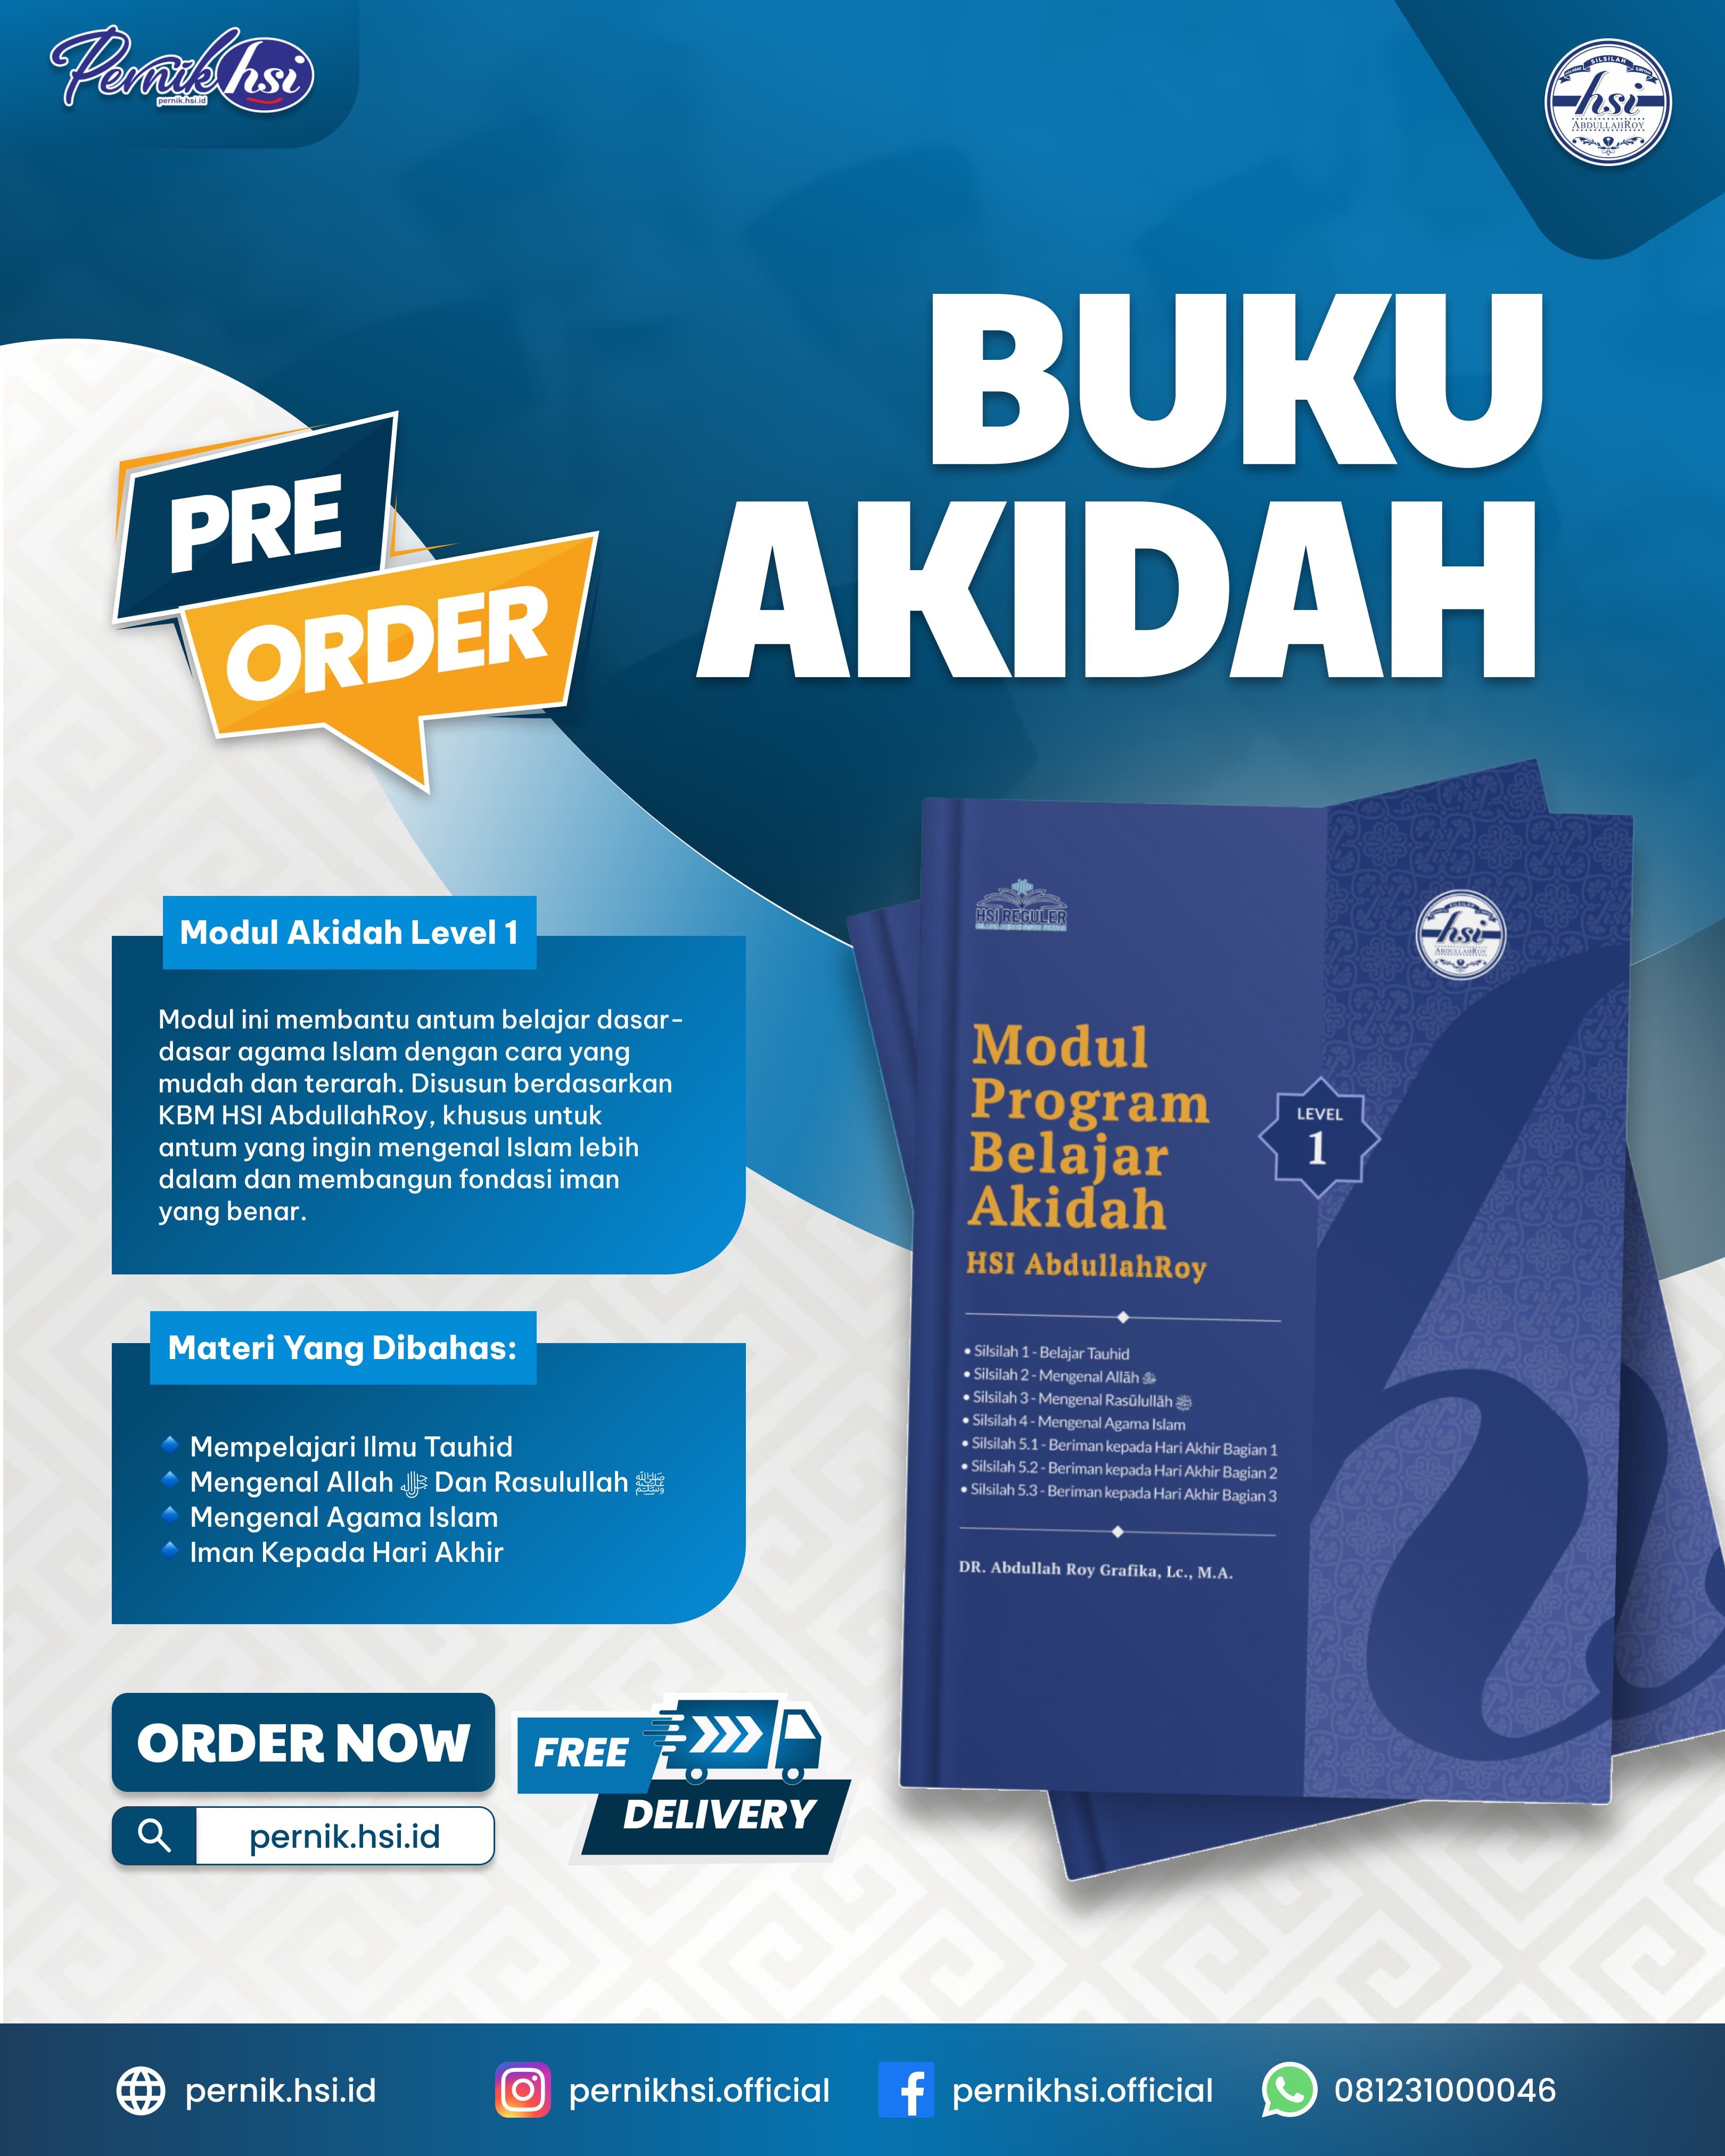 Pernik hsi
pernik.hsi.id
SILSILAH
hsi
ABDULLAHROY
BUKU
AKIDAH
PRE
ORDER
Modul Akidah Level 1
Modul ini membantu antum belajar dasar-
dasar agama Islam dengan cara yang
mudah dan terarah. Disusun berdasarkan
KBM HSI AbdullahRoy, khusus untuk
antum yang ingin mengenal Islam lebih
dalam dan membangun fondasi iman
yang benar.
Materi Yang Dibahas:
Mempelajari Ilmu Tauhid
Mengenal Allah ﷻ Dan Rasulullah ﷺ
Mengenal Agama Islam
Iman Kepada Hari Akhir
ORDER NOW
pernik.hsi.id
FREE
DELIVERY
HSI REGULER
hsi
ABDULLAHROY
Modul
Program
Belajar
Akidah
HSI AbdullahRoy
LEVEL
1
• Silsilah 1 - Belajar Tauhid
• Silsilah 2 - Mengenal Allāh ﷻ
• Silsilah 3 - Mengenal Rasūlullāh ﷺ
• Silsilah 4 - Mengenal Agama Islam
• Silsilah 5.1 - Beriman kepada Hari Akhir Bagian 1
• Silsilah 5.2 - Beriman kepada Hari Akhir Bagian 2
• Silsilah 5.3 - Beriman kepada Hari Akhir Bagian 3
DR. Abdullah Roy Grafika, Lc., M.A.
pernik.hsi.id
pernikhsi.official
pernikhsi.official
081231000046